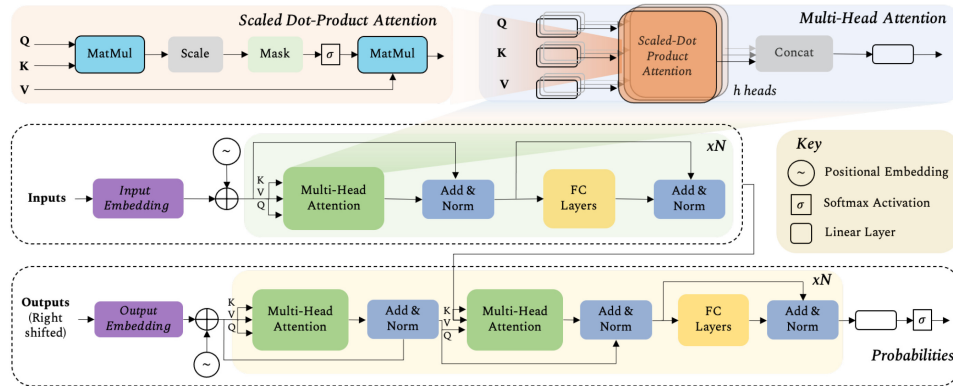 Scaled Dot-Product Attention
Q
K
V
MatMul
Scale
Mask
σ
MatMul
Multi-Head Attention
Q
K
V
Scaled-Dot
Product
Attention
h heads
Concat
xN
Inputs
Input
Embedding
~
K
V
Q
Multi-Head
Attention
Add &
Norm
FC
Layers
Add &
Norm
Key
~
Positional Embedding
σ
Softmax Activation
Linear Layer
xN
Outputs
(Right
shifted)
Output
Embedding
~
K
V
Q
Multi-Head
Attention
Add &
Norm
K
V
Q
Multi-Head
Attention
Add &
Norm
FC
Layers
Add &
Norm
σ
Probabilities